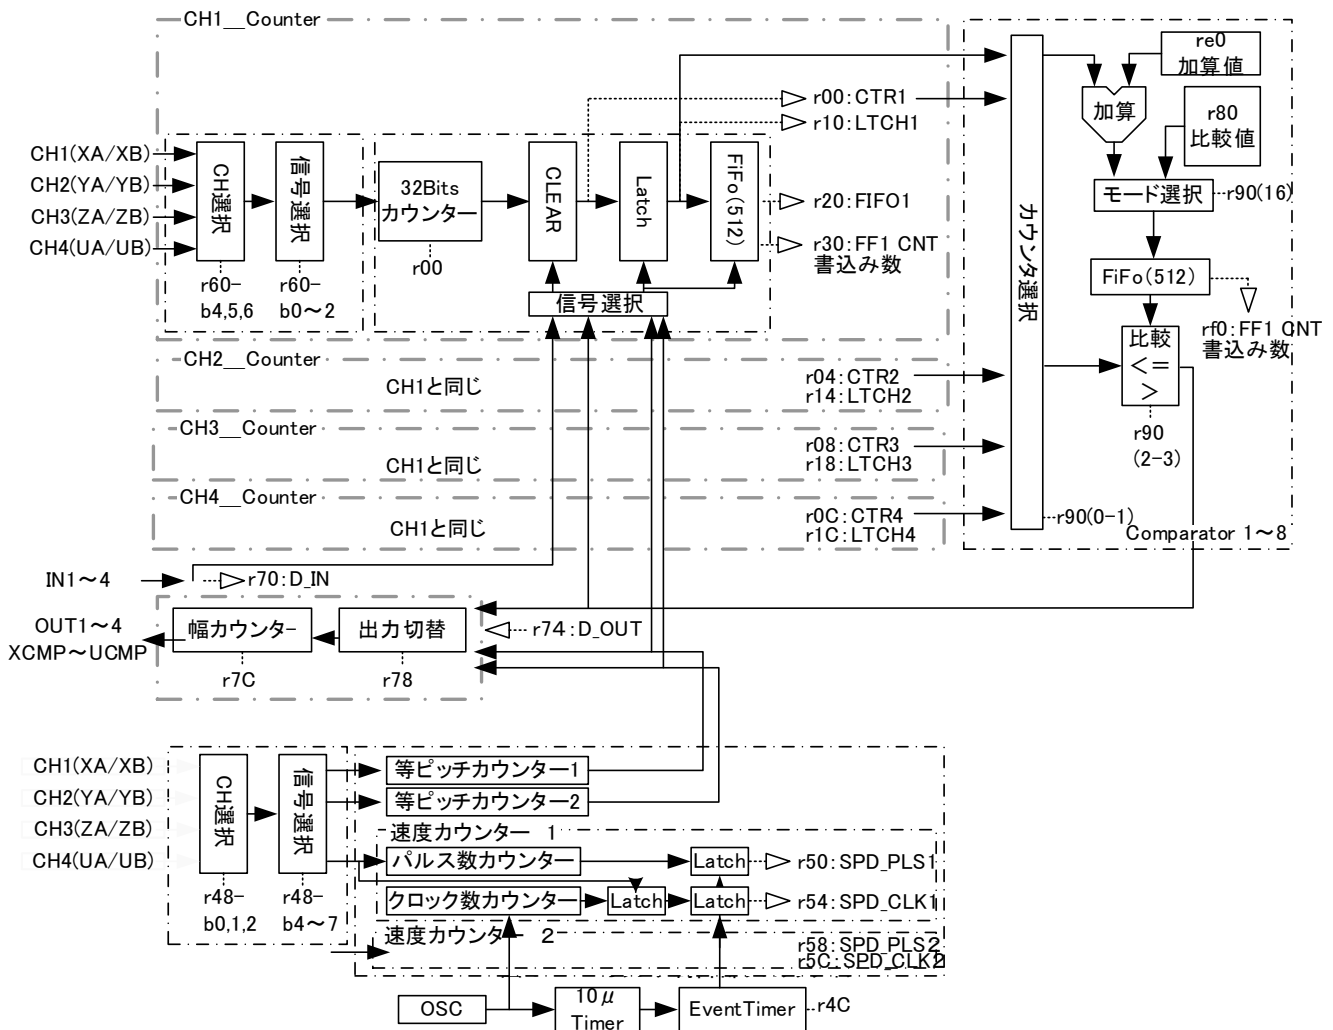 CH1__Counter
CH1(XA/XB)
CH2(YA/YB)
CH3(ZA/ZB)
CH4(UA/UB)
CH選択
信号選択
r60-
b4,5,6
r60-
b0～2
32Bits
カウンター
r00
CLEAR
Latch
FiFo(512)
信号選択
r00:CTR1
r10:LTCH1
r20:FIFO1
r30:FF1 CNT
書込み数
CH2__Counter
CH1と同じ
r04:CTR2
r14:LTCH2
CH3__Counter
CH1と同じ
r08:CTR3
r18:LTCH3
CH4__Counter
CH1と同じ
r0C:CTR4
r1C:LTCH4
カウンタ選択
r90(0-1)
re0
加算値
加算
r80
比較値
モード選択
r90(16)
FiFo(512)
rf0:FF1 CNT
書込み数
比較
<=
>
r90
(2-3)
Comparator 1～8
IN1～4
r70:D_IN
OUT1～4
XCMP～UCMP
幅カウンター
r7C
出力切替
r78
r74:D_OUT
CH1(XA/XB)
CH2(YA/YB)
CH3(ZA/ZB)
CH4(UA/UB)
CH選択
信号選択
r48-
b0,1,2
r48-
b4～7
等ピッチカウンター1
等ピッチカウンター2
速度カウンター 1
パルス数カウンター
Latch
r50:SPD_PLS1
クロック数カウンター
Latch
Latch
r54:SPD_CLK1
速度カウンター 2
r58:SPD_PLS2
r5C:SPD_CLK2
OSC
10μ
Timer
EventTimer
r4C